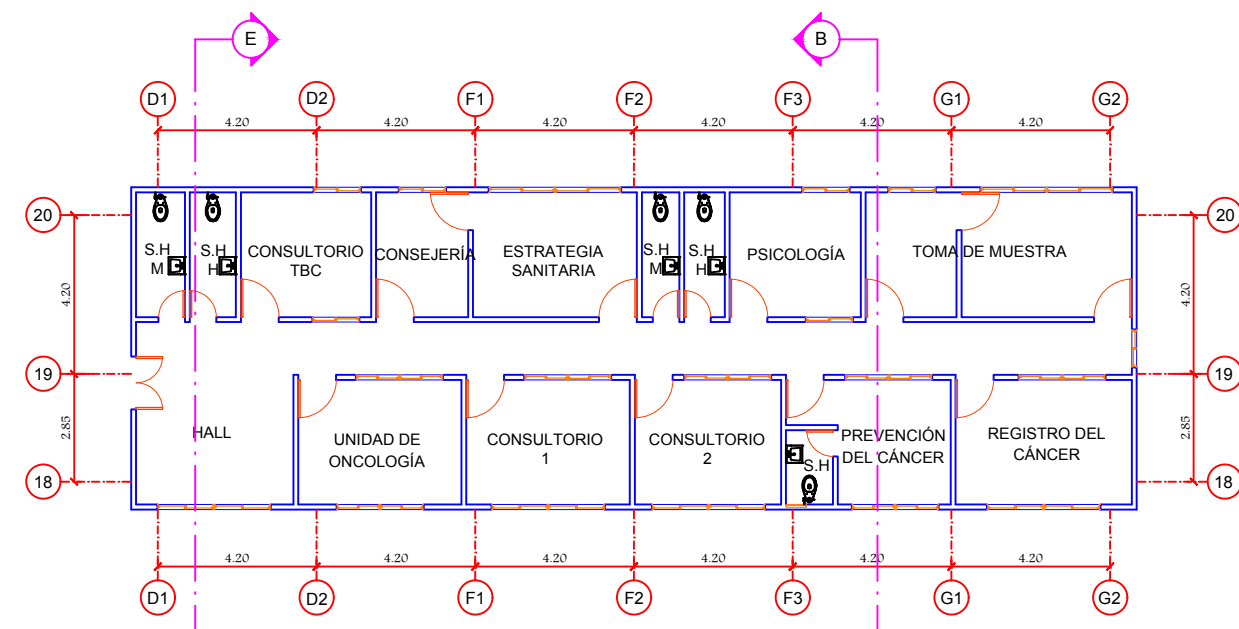 E
B
D1
D2
F1
F2
F3
G1
G2
4.20
4.20
4.20
4.20
4.20
4.20
20
20
S.H
M
S.H
H
CONSULTORIO
TBC
CONSEJERÍA
ESTRATEGIA
SANITARIA
S.H
M
S.H
H
PSICOLOGÍA
TOMA DE MUESTRA
4.20
4.20
19
19
HALL
UNIDAD DE
ONCOLOGÍA
CONSULTORIO
1
CONSULTORIO
2
S.H
PREVENCIÓN
DEL CÁNCER
REGISTRO DEL
CÁNCER
2.85
2.85
18
18
4.20
4.20
4.20
4.20
4.20
4.20
D1
D2
F1
F2
F3
G1
G2